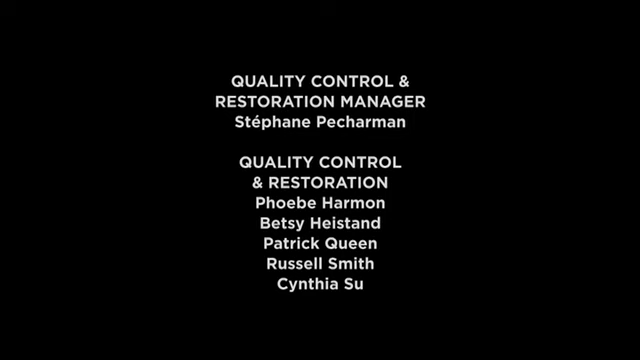 QUALITY CONTROL &
RESTORATION MANAGER
Stéphane Pecharman
QUALITY CONTROL
& RESTORATION
Phoebe Harmon
Betsy Heistand
Patrick Queen
Russell Smith
Cynthia Su